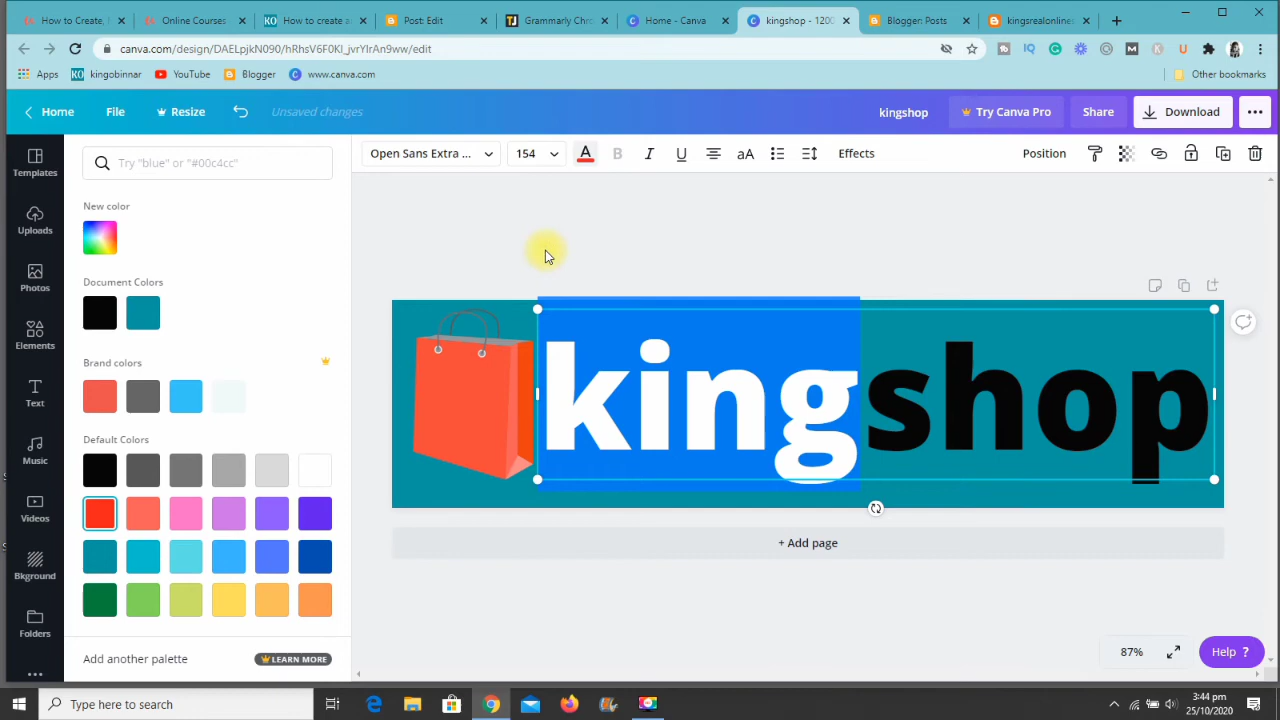 How to Create, 
Online Courses
How to create a
Post Edit
Grammarly Chro
Home - Canva
kingshop - 1200
Blogger: Posts
kingsrealonline
canva.com/design/DAELpjkN090/hRhsV6F0KI_jvrYIrAn9ww/edit
Apps
kingobinnar
YouTube
Blogger
www.canva.com
Other bookmarks
Home
File
Resize
Unsaved changes
kingshop
Try Canva Pro
Share
Download
Templates
Uploads
Photos
Elements
Text
Music
Videos
Bkground
Folders
Try "blue" or "#00c4cc"
New color
Document Colors
Brand colors
Default Colors
Add another palette
LEARN MORE
Open Sans Extra ...
154
A
B
I
U
aA
Effects
Position
kingshop
+ Add page
87%
Help ?
Type here to search
3:44 pm
25/10/2020